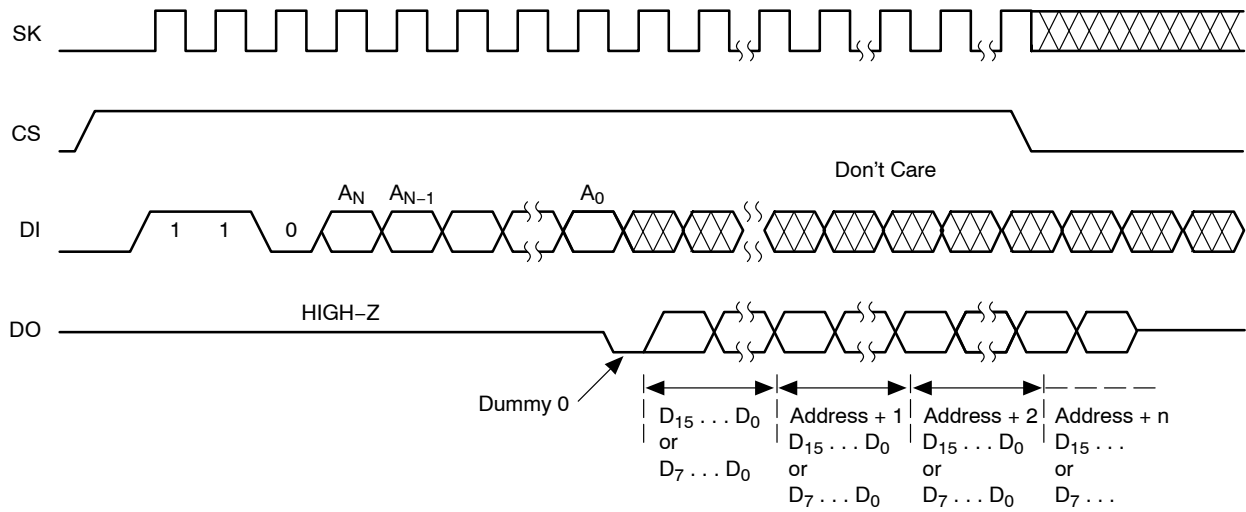 SK
CS
Don't Care
A_N A_{N−1} A_0
DI 1 1 0
HIGH−Z
DO
Dummy 0
D_15 . . . D_0
or
D_7 . . . D_0
Address + 1
D_15 . . . D_0
or
D_7 . . . D_0
Address + 2
D_15 . . . D_0
or
D_7 . . . D_0
Address + n
D_15 . . .
or
D_7 . . .